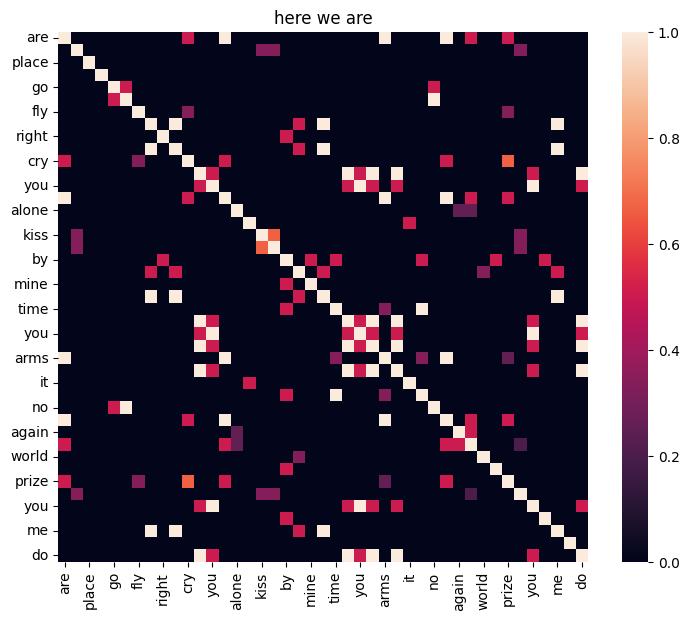 here we are
are
place
go
fly
right
cry
you
alone
kiss
by
mine
time
you
arms
it
no
again
world
prize
you
me
do
1.0
0.8
0.6
0.4
0.2
0.0
are place go fly right cry you alone kiss by mine time you arms it no again world prize you me do